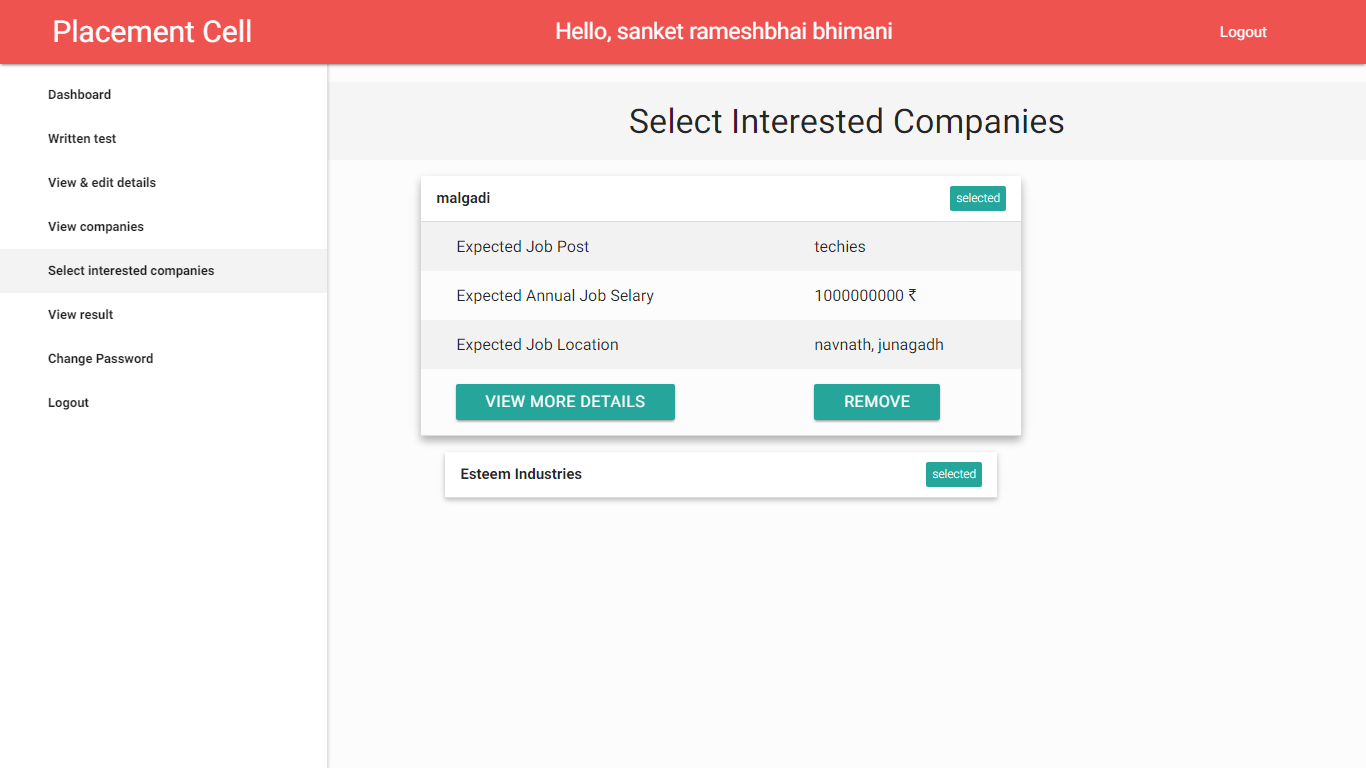 Placement Cell
Hello, sanket rameshbhai bhimani
Logout
Dashboard
Written test
View & edit details
View companies
Select interested companies
View result
Change Password
Logout
Select Interested Companies
malgadi selected
Expected Job Post techies
Expected Annual Job Selary 1000000000 ₹
Expected Job Location navnath, junagadh
VIEW MORE DETAILS REMOVE
Esteem Industries selected